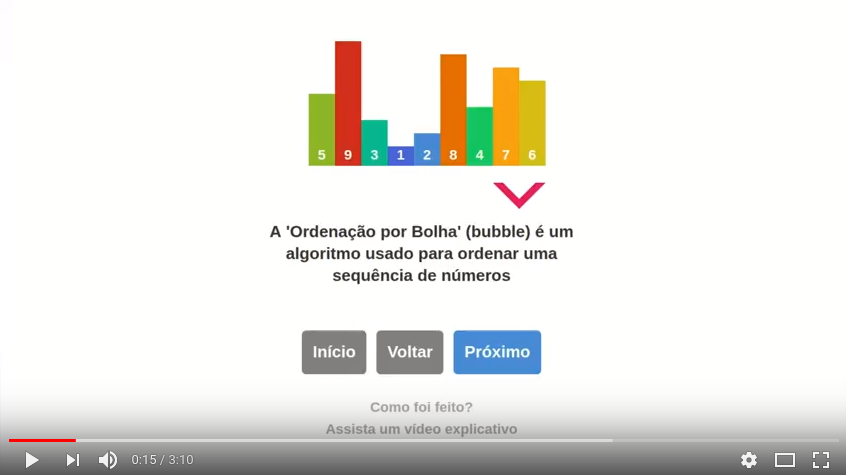 5 9 3 1 2 8 4 7 6
A 'Ordenação por Bolha' (bubble) é um
algoritmo usado para ordenar uma
sequência de números
Início Voltar Próximo
Como foi feito?
Assista um vídeo explicativo
0:15 / 3:10